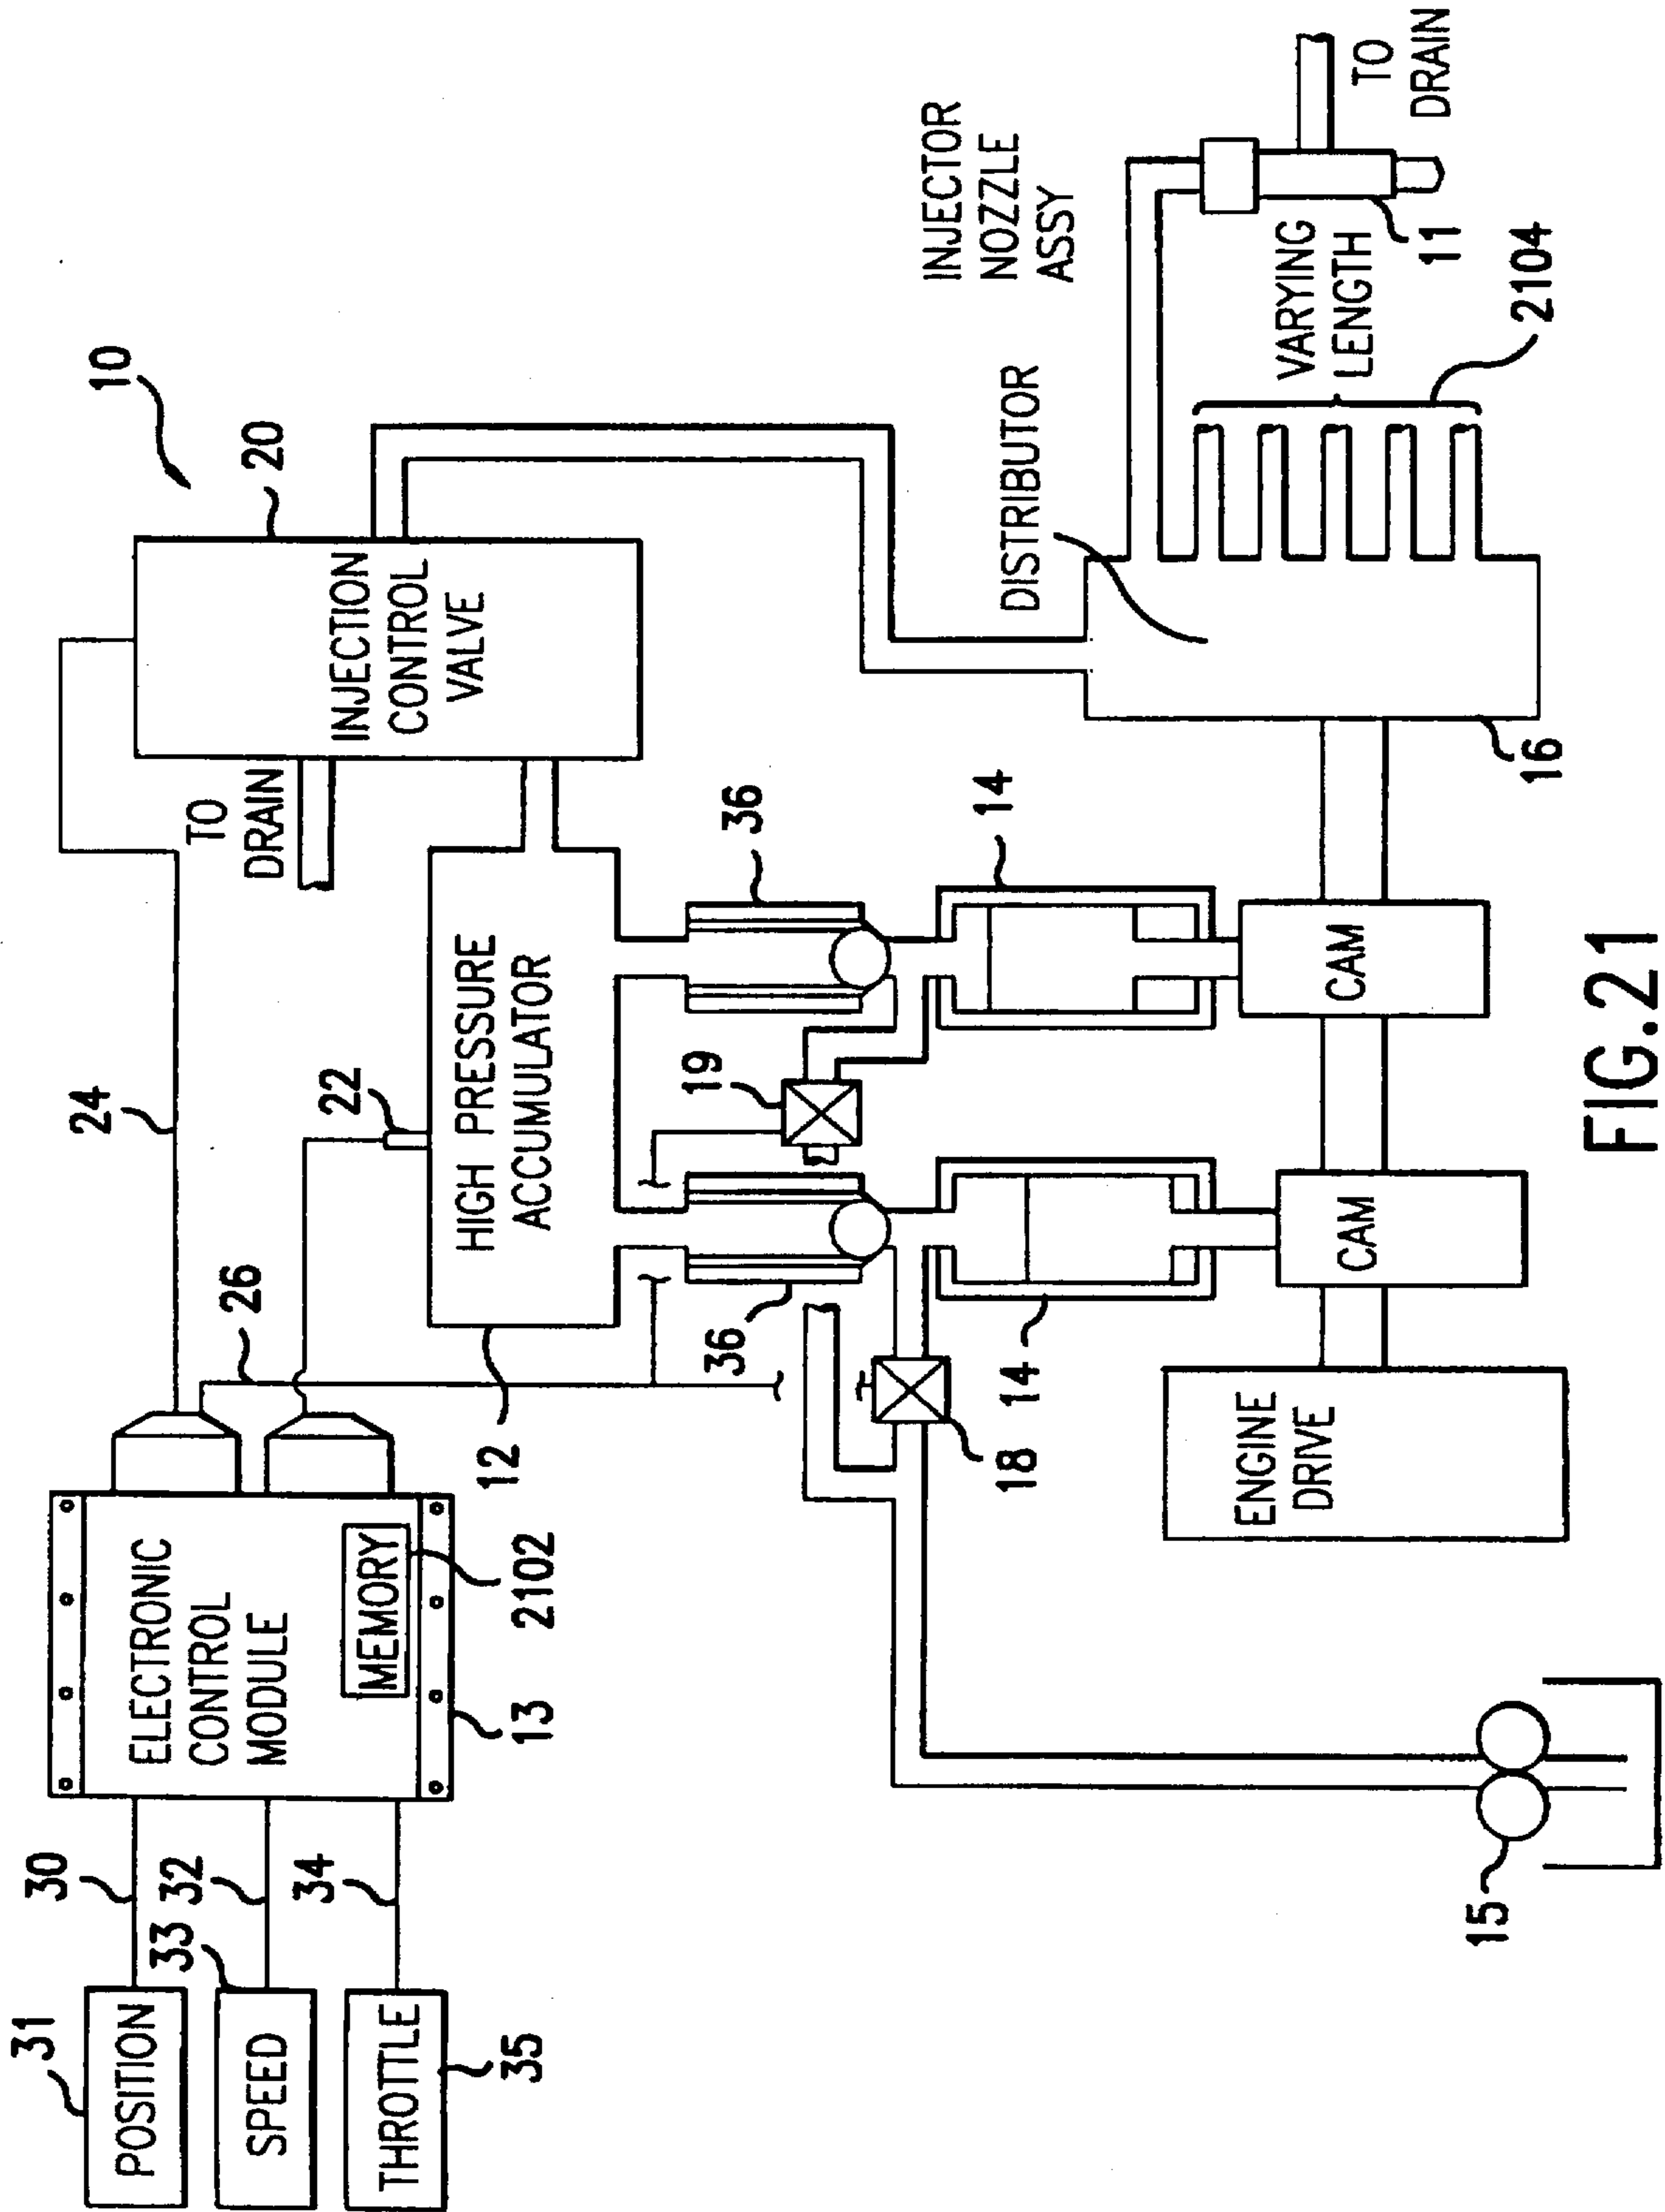 10
31
POSITION
30
33
SPEED
32
THROTTLE
34
35
ELECTRONIC
CONTROL
MODULE
MEMORY
2102
13
24
26
22
TO
DRAIN
20
INJECTION
CONTROL
VALVE
12
HIGH PRESSURE
ACCUMULATOR
36
36
19
18
14
14
15
ENGINE
DRIVE
CAM
CAM
16
DISTRIBUTOR
INJECTOR
NOZZLE
ASSY
VARYING
LENGTH
2104
11
TO
DRAIN
FIG.21